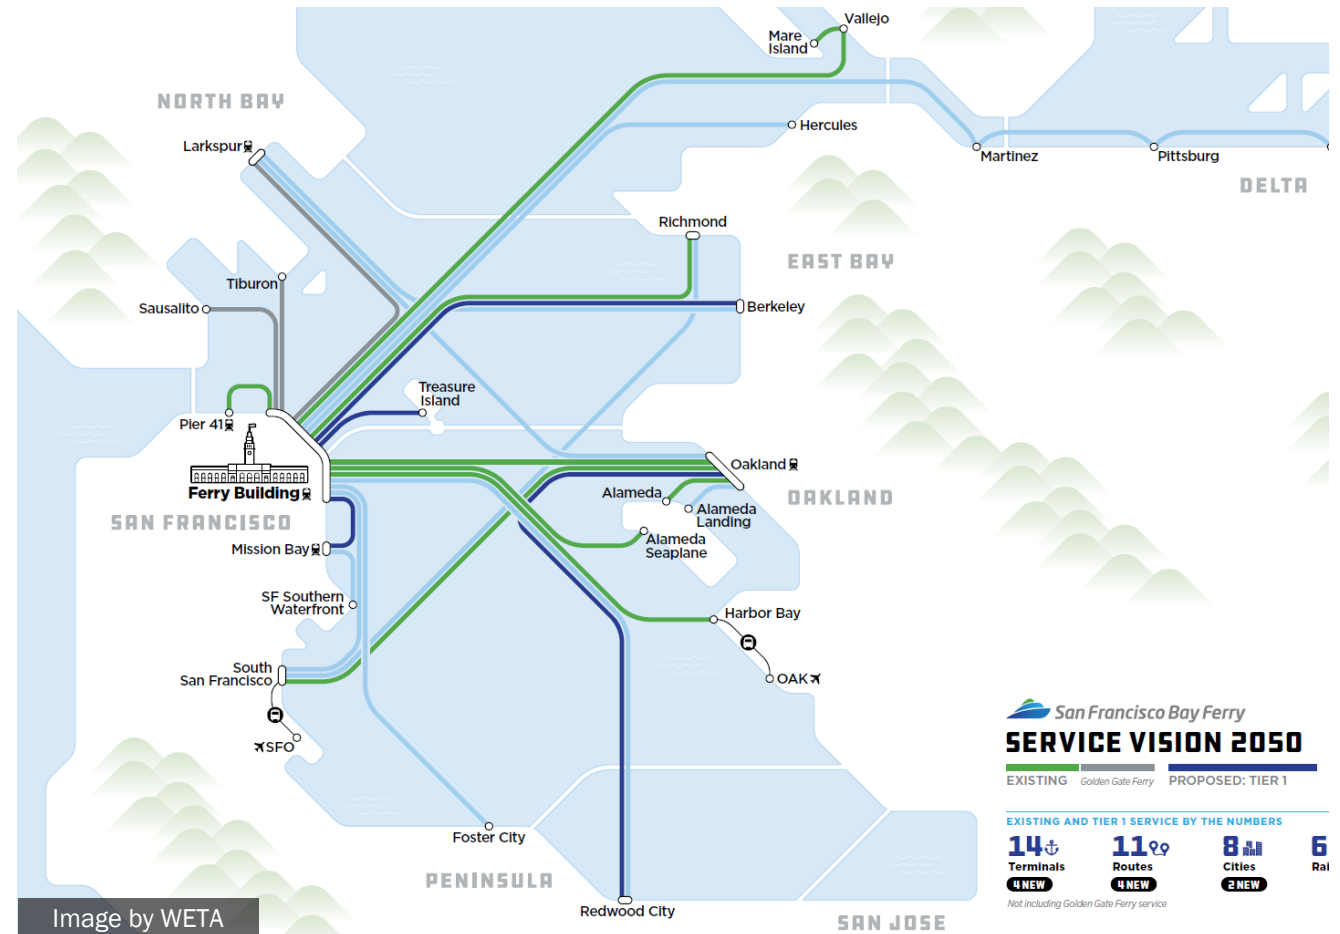 Vallejo
Mare
Island
NORTH BAY
Hercules
Larkspur
Martinez
Pittsburg
DELTA
Richmond
EAST BAY
Tiburon
Sausalito
Berkeley
Treasure
Island
Pier 41
Oakland
Ferry Building
Alameda
OAKLAND
Alameda
Landing
SAN FRANCISCO
Mission Bay
Alameda
Seaplane
SF Southern
Waterfront
Harbor Bay
South
San Francisco
OAK
SFO
San Francisco Bay Ferry
SERVICE VISION 2050
EXISTING Golden Gate Ferry PROPOSED: TIER 1
EXISTING AND TIER 1 SERVICE BY THE NUMBERS
14 11 8 6
Terminals Routes Cities Rai
4 NEW 4 NEW 2 NEW
Not including Golden Gate Ferry service
Foster City
PENINSULA
Redwood City
SAN JOSE
Image by WETA